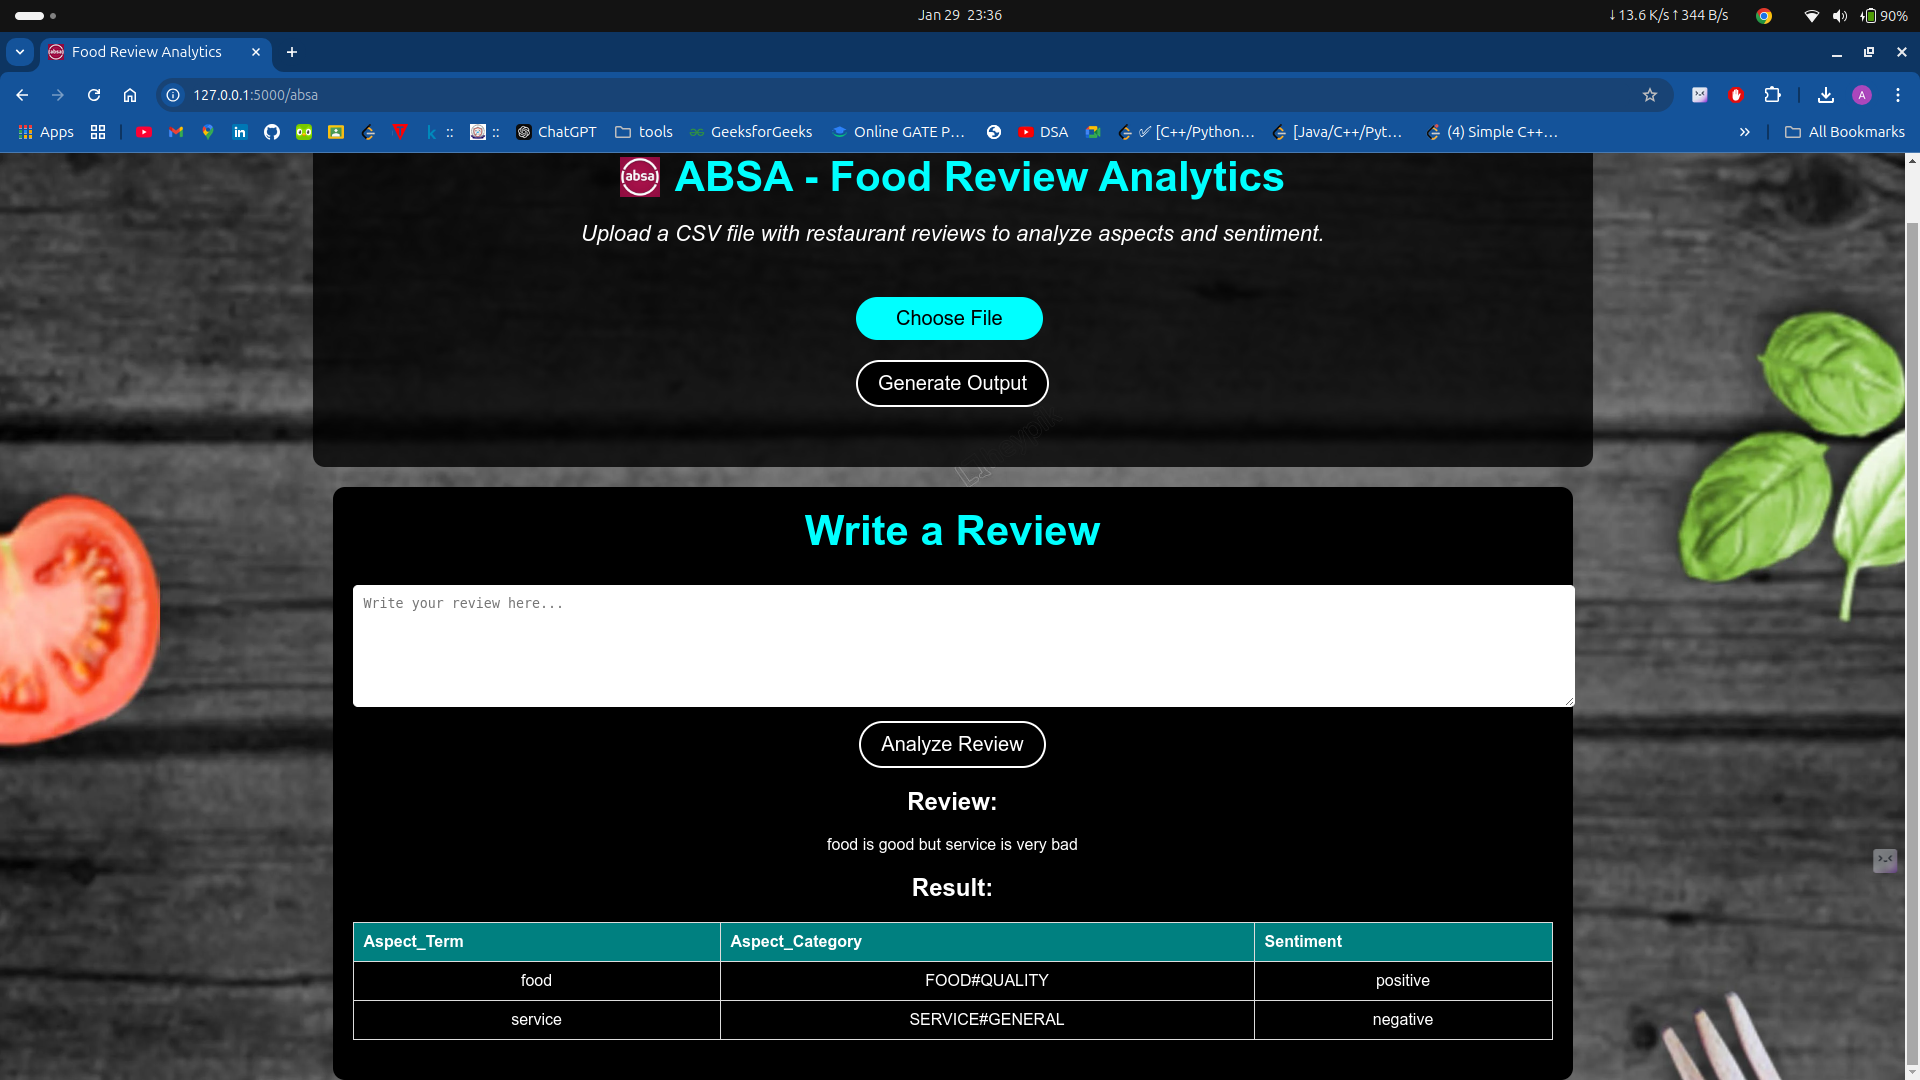 Jan 29 23:36
↓13.6 K/s↑344 B/s
90%
absa
Food Review Analytics
127.0.0.1:5000/absa
A
Apps
k
::
::
ChatGPT
tools
GeeksforGeeks
Online GATE P...
DSA
✓ [C++/Python...
[Java/C++/Pyt...
(4) Simple C++...
All Bookmarks
(absa) ABSA - Food Review Analytics
Upload a CSV file with restaurant reviews to analyze aspects and sentiment.
Choose File
Generate Output
Write a Review
Write your review here...
Analyze Review
Review:
food is good but service is very bad
Result:
Aspect_Term Aspect_Category Sentiment
food FOOD#QUALITY positive
service SERVICE#GENERAL negative